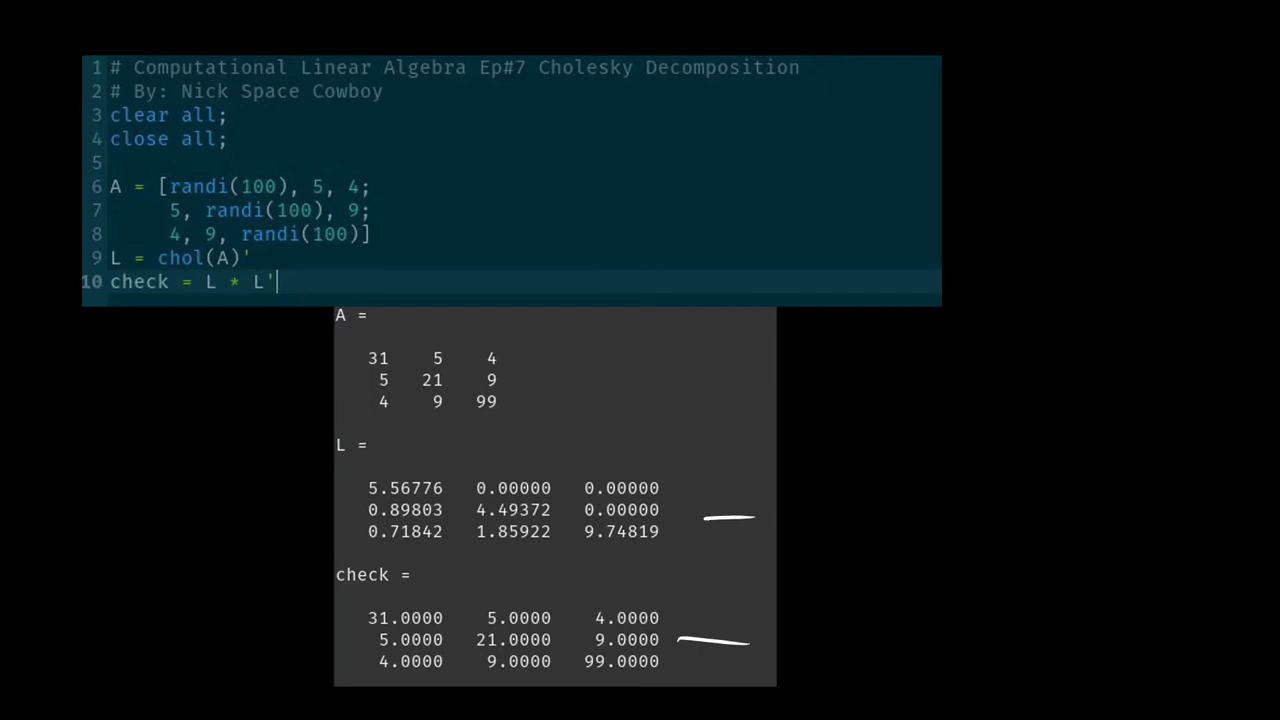 1 # Computational Linear Algebra Ep#7 Cholesky Decomposition
2 # By: Nick Space Cowboy
3 clear all;
4 close all;
5
6 A = [randi(100), 5, 4;
7 5, randi(100), 9;
8 4, 9, randi(100)]
9 L = chol(A)'
10 check = L * L'
A =
31 5 4
5 21 9
4 9 99
L =
5.56776 0.00000 0.00000
0.89803 4.49372 0.00000
0.71842 1.85922 9.74819
check =
31.0000 5.0000 4.0000
5.0000 21.0000 9.0000
4.0000 9.0000 99.0000